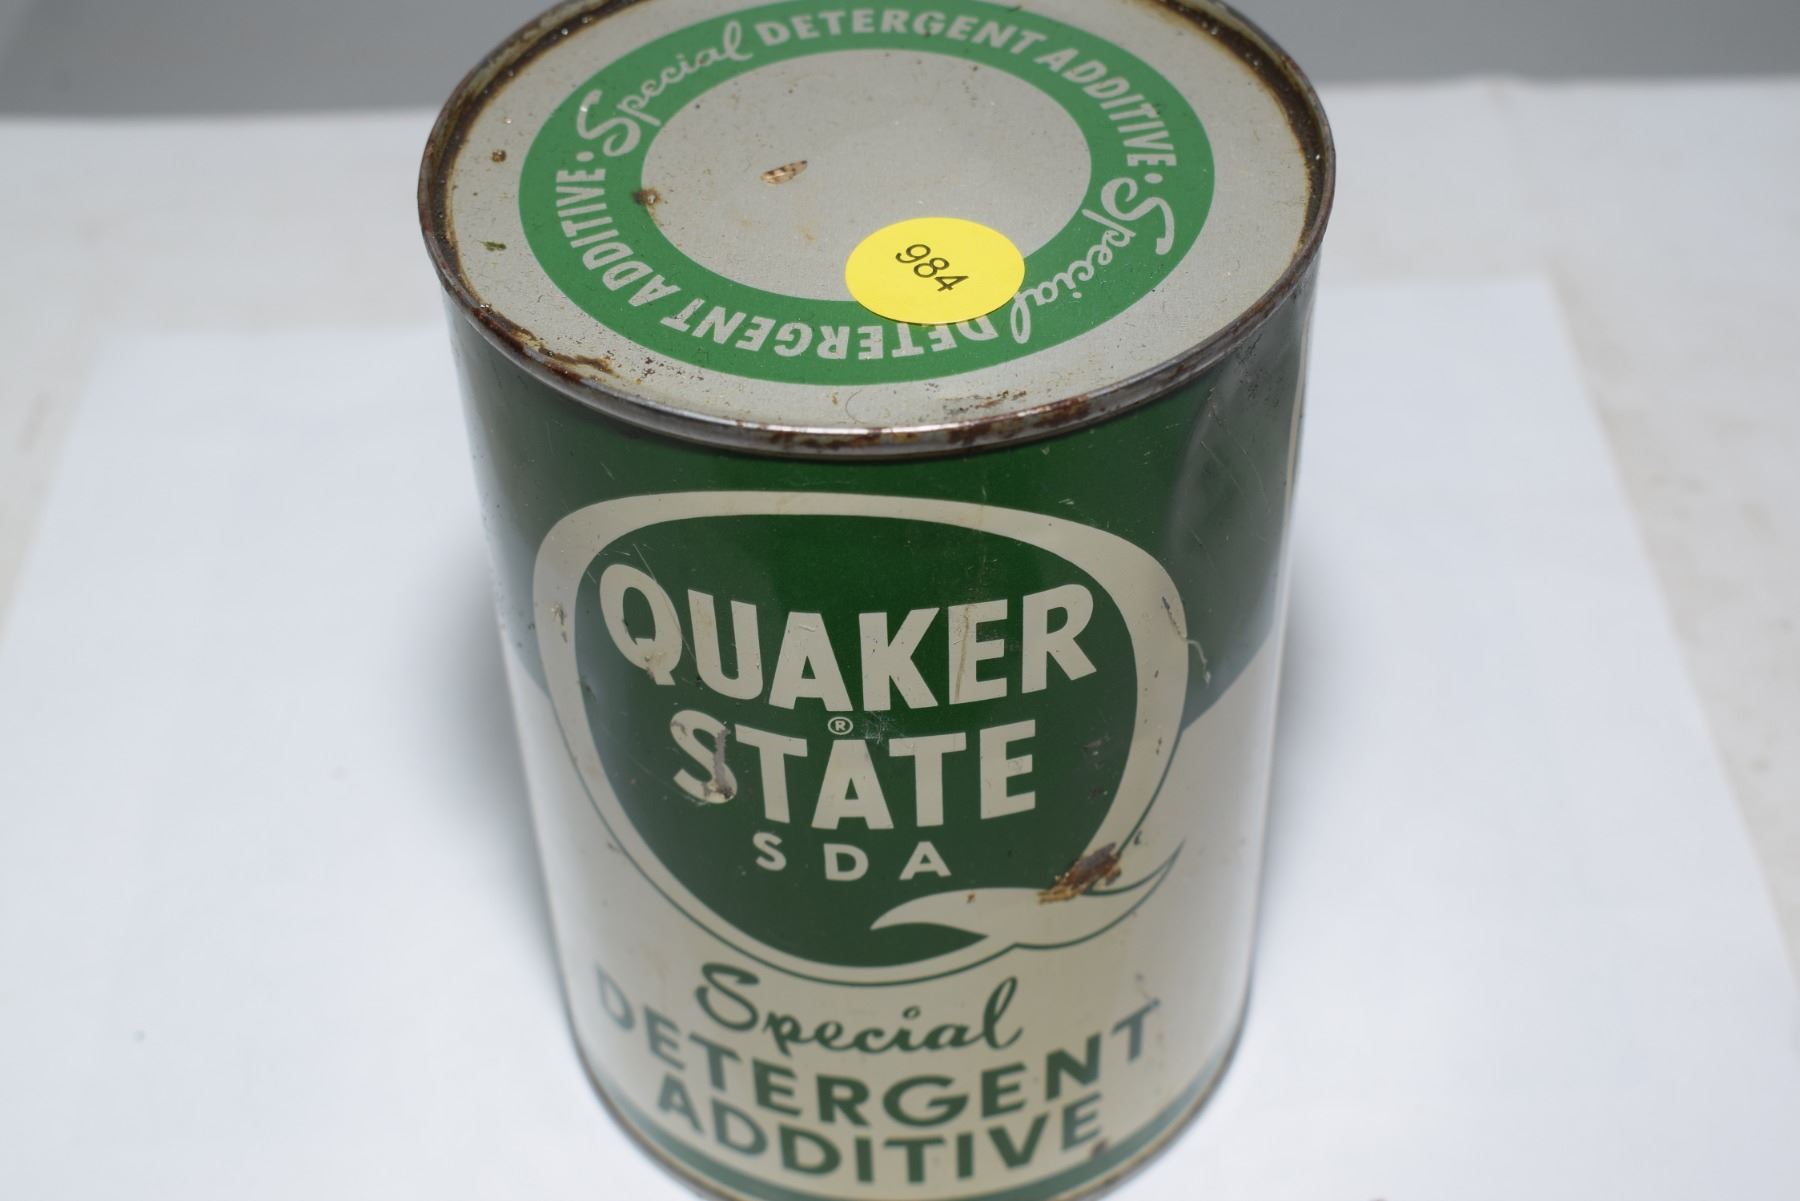 Special DETERGENT ADDITIVE • Special DETERGENT ADDITIVE •
984
QUAKER
STATE
®
SDA
Special
DETERGENT
ADDITIVE